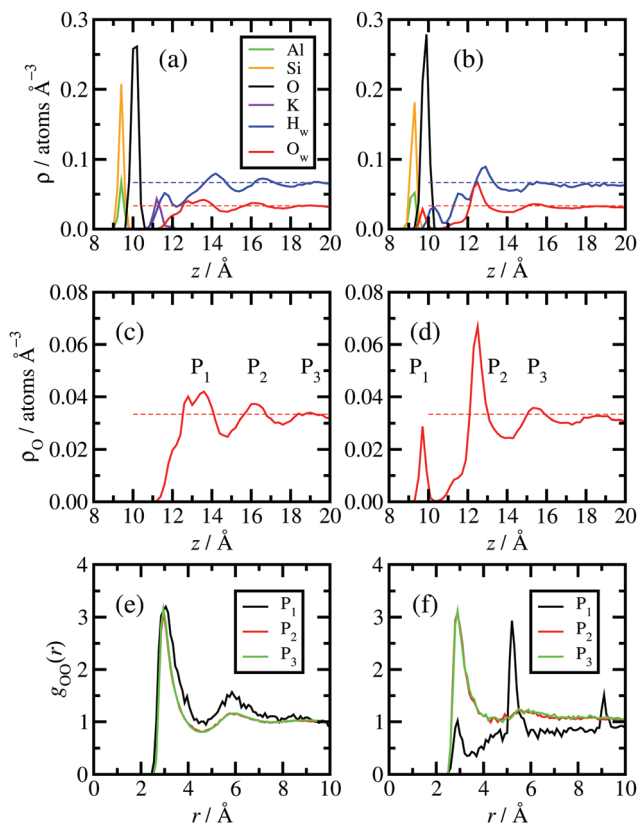 0.3
0.2
0.1
0.0
ρ / atoms Å⁻³
(a)
Al
Si
O
K
H_w
O_w
8 10 12 14 16 18 20
z / Å
0.3
0.2
0.1
0.0
(b)
8 10 12 14 16 18 20
z / Å
0.08
0.06
0.04
0.02
0.00
ρ_O / atoms Å⁻³
(c)
P₁ P₂ P₃
8 10 12 14 16 18 20
z / Å
0.08
0.06
0.04
0.02
0.00
(d)
P₁ P₂ P₃
8 10 12 14 16 18 20
z / Å
4
3
2
1
0
g_OO(r)
(e)
P₁
P₂
P₃
0 2 4 6 8 10
r / Å
4
3
2
1
0
(f)
P₁
P₂
P₃
0 2 4 6 8 10
r / Å